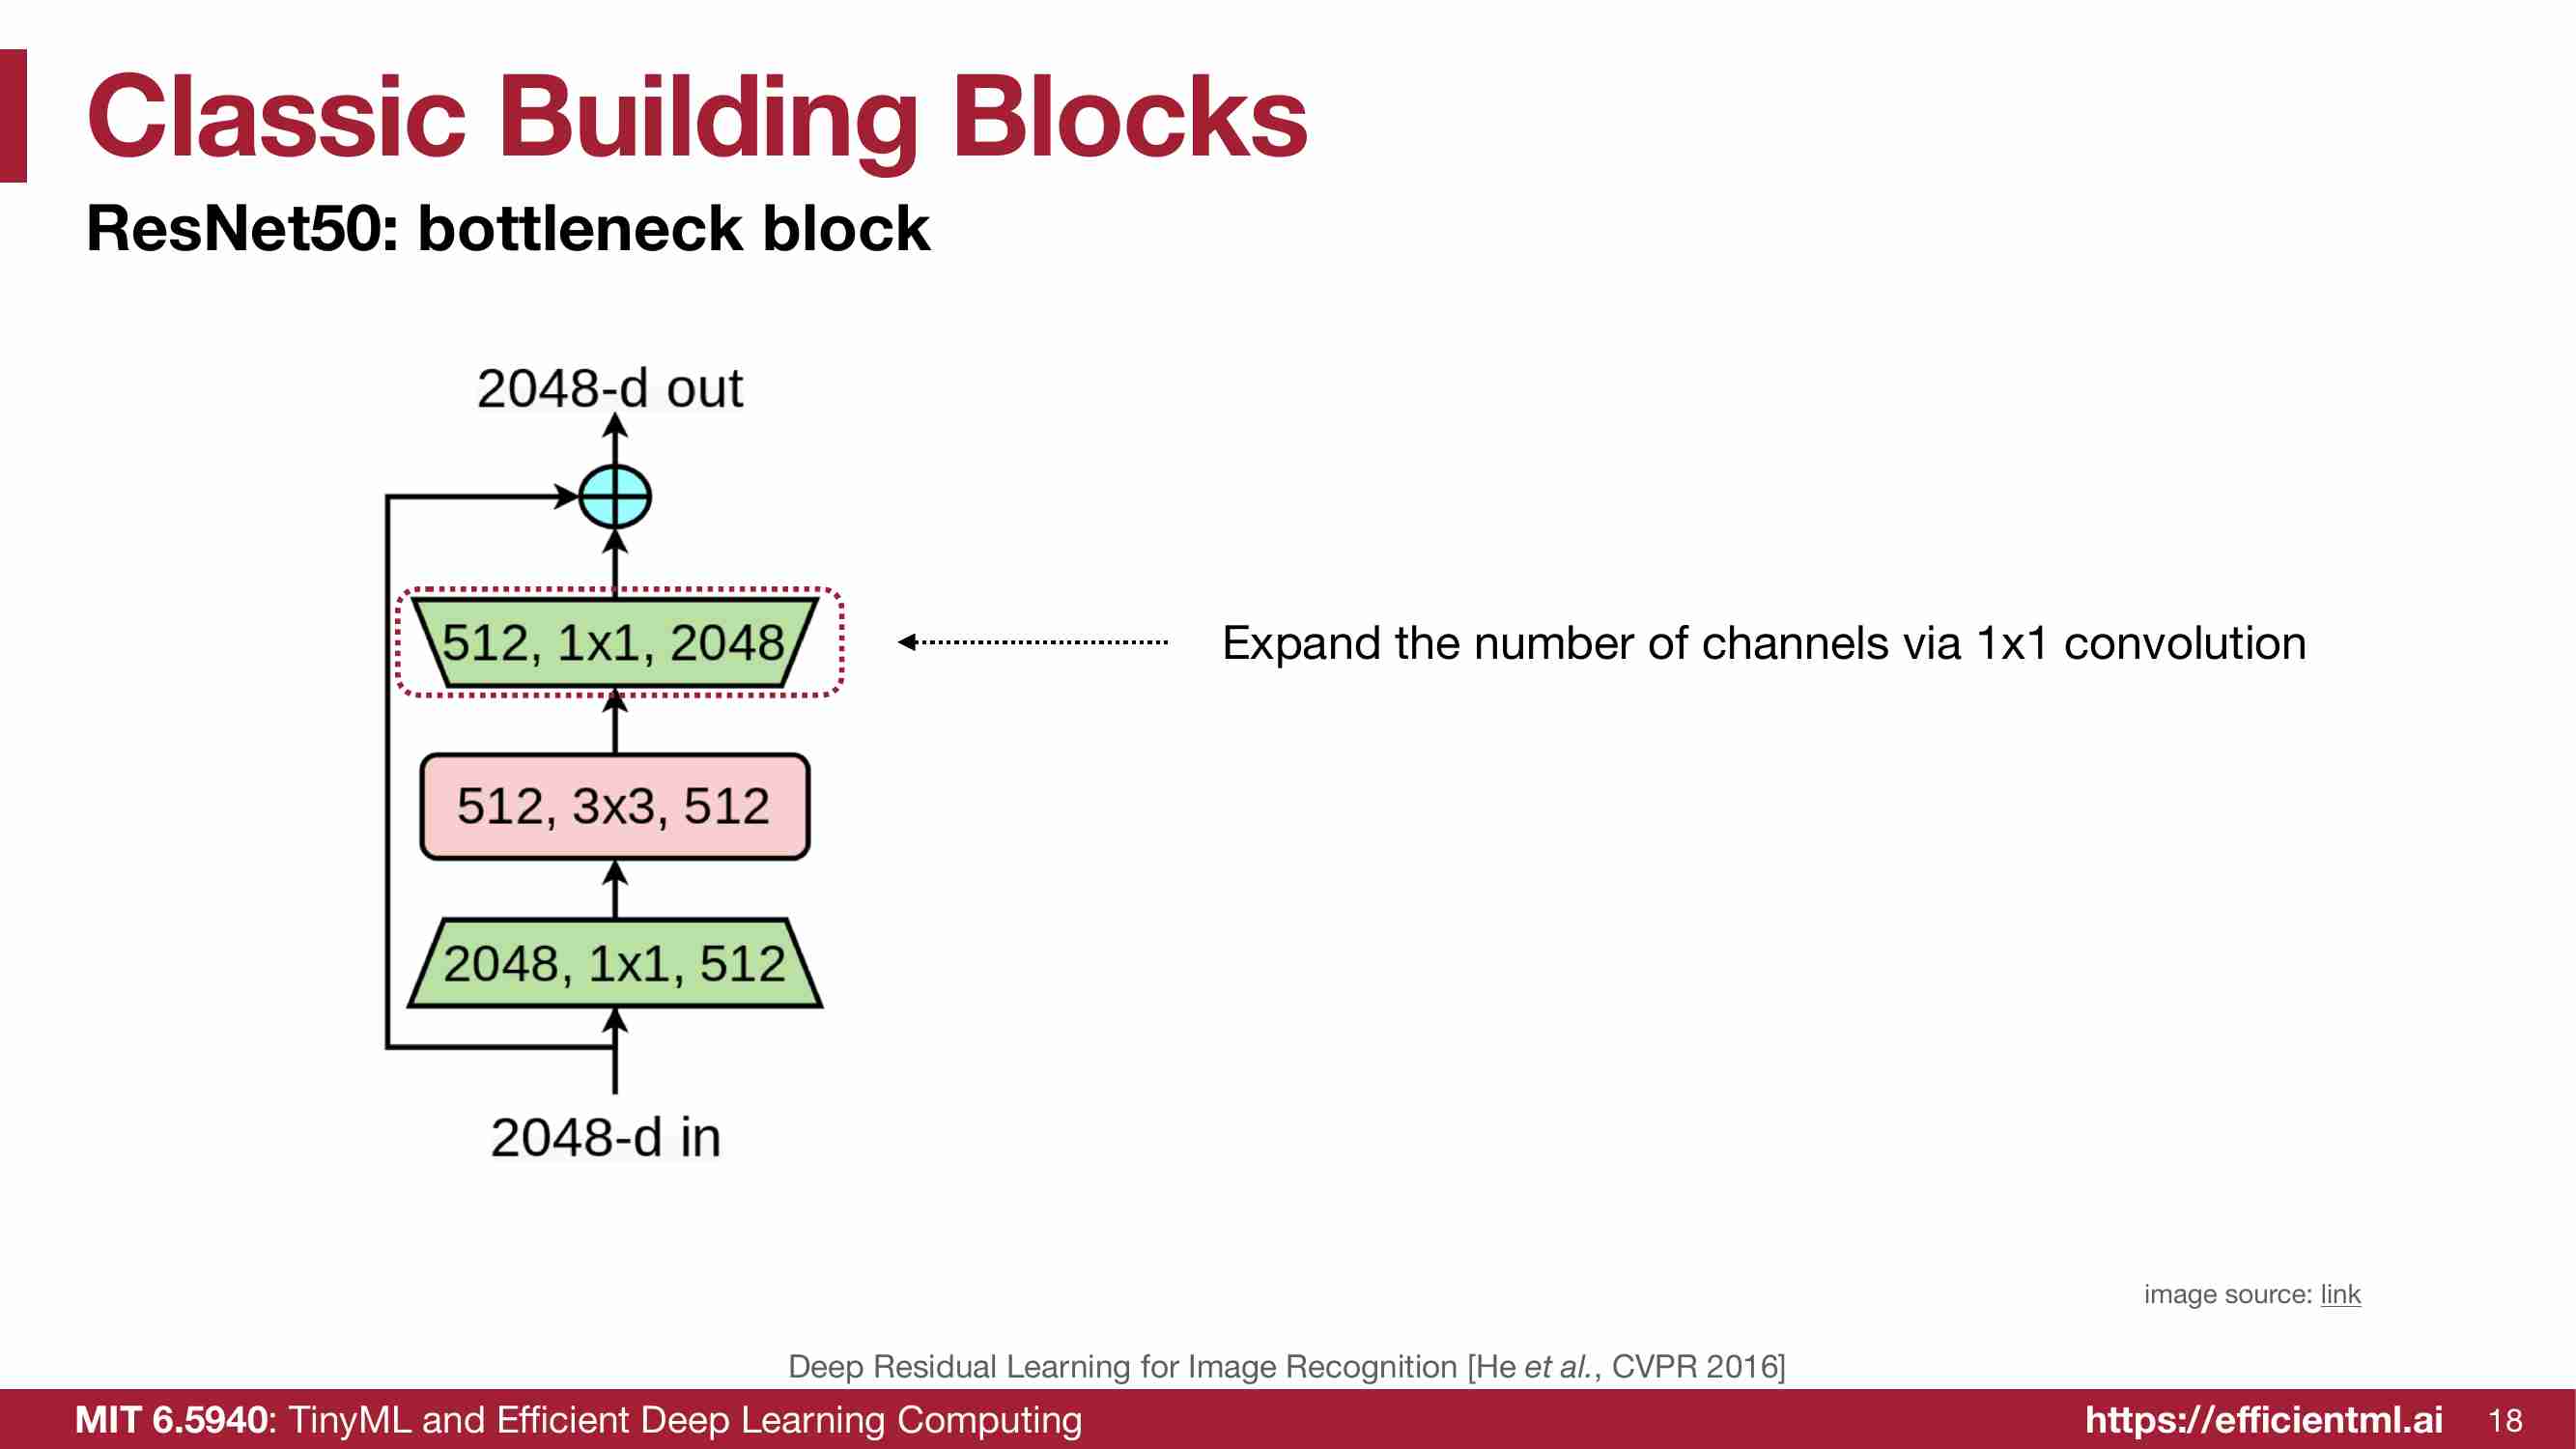 Classic Building Blocks
ResNet50: bottleneck block
2048-d out
512, 1x1, 2048
Expand the number of channels via 1x1 convolution
512, 3x3, 512
2048, 1x1, 512
2048-d in
image source: link
Deep Residual Learning for Image Recognition [He et al., CVPR 2016]
MIT 6.5940: TinyML and Efficient Deep Learning Computing
https://efficientml.ai
18